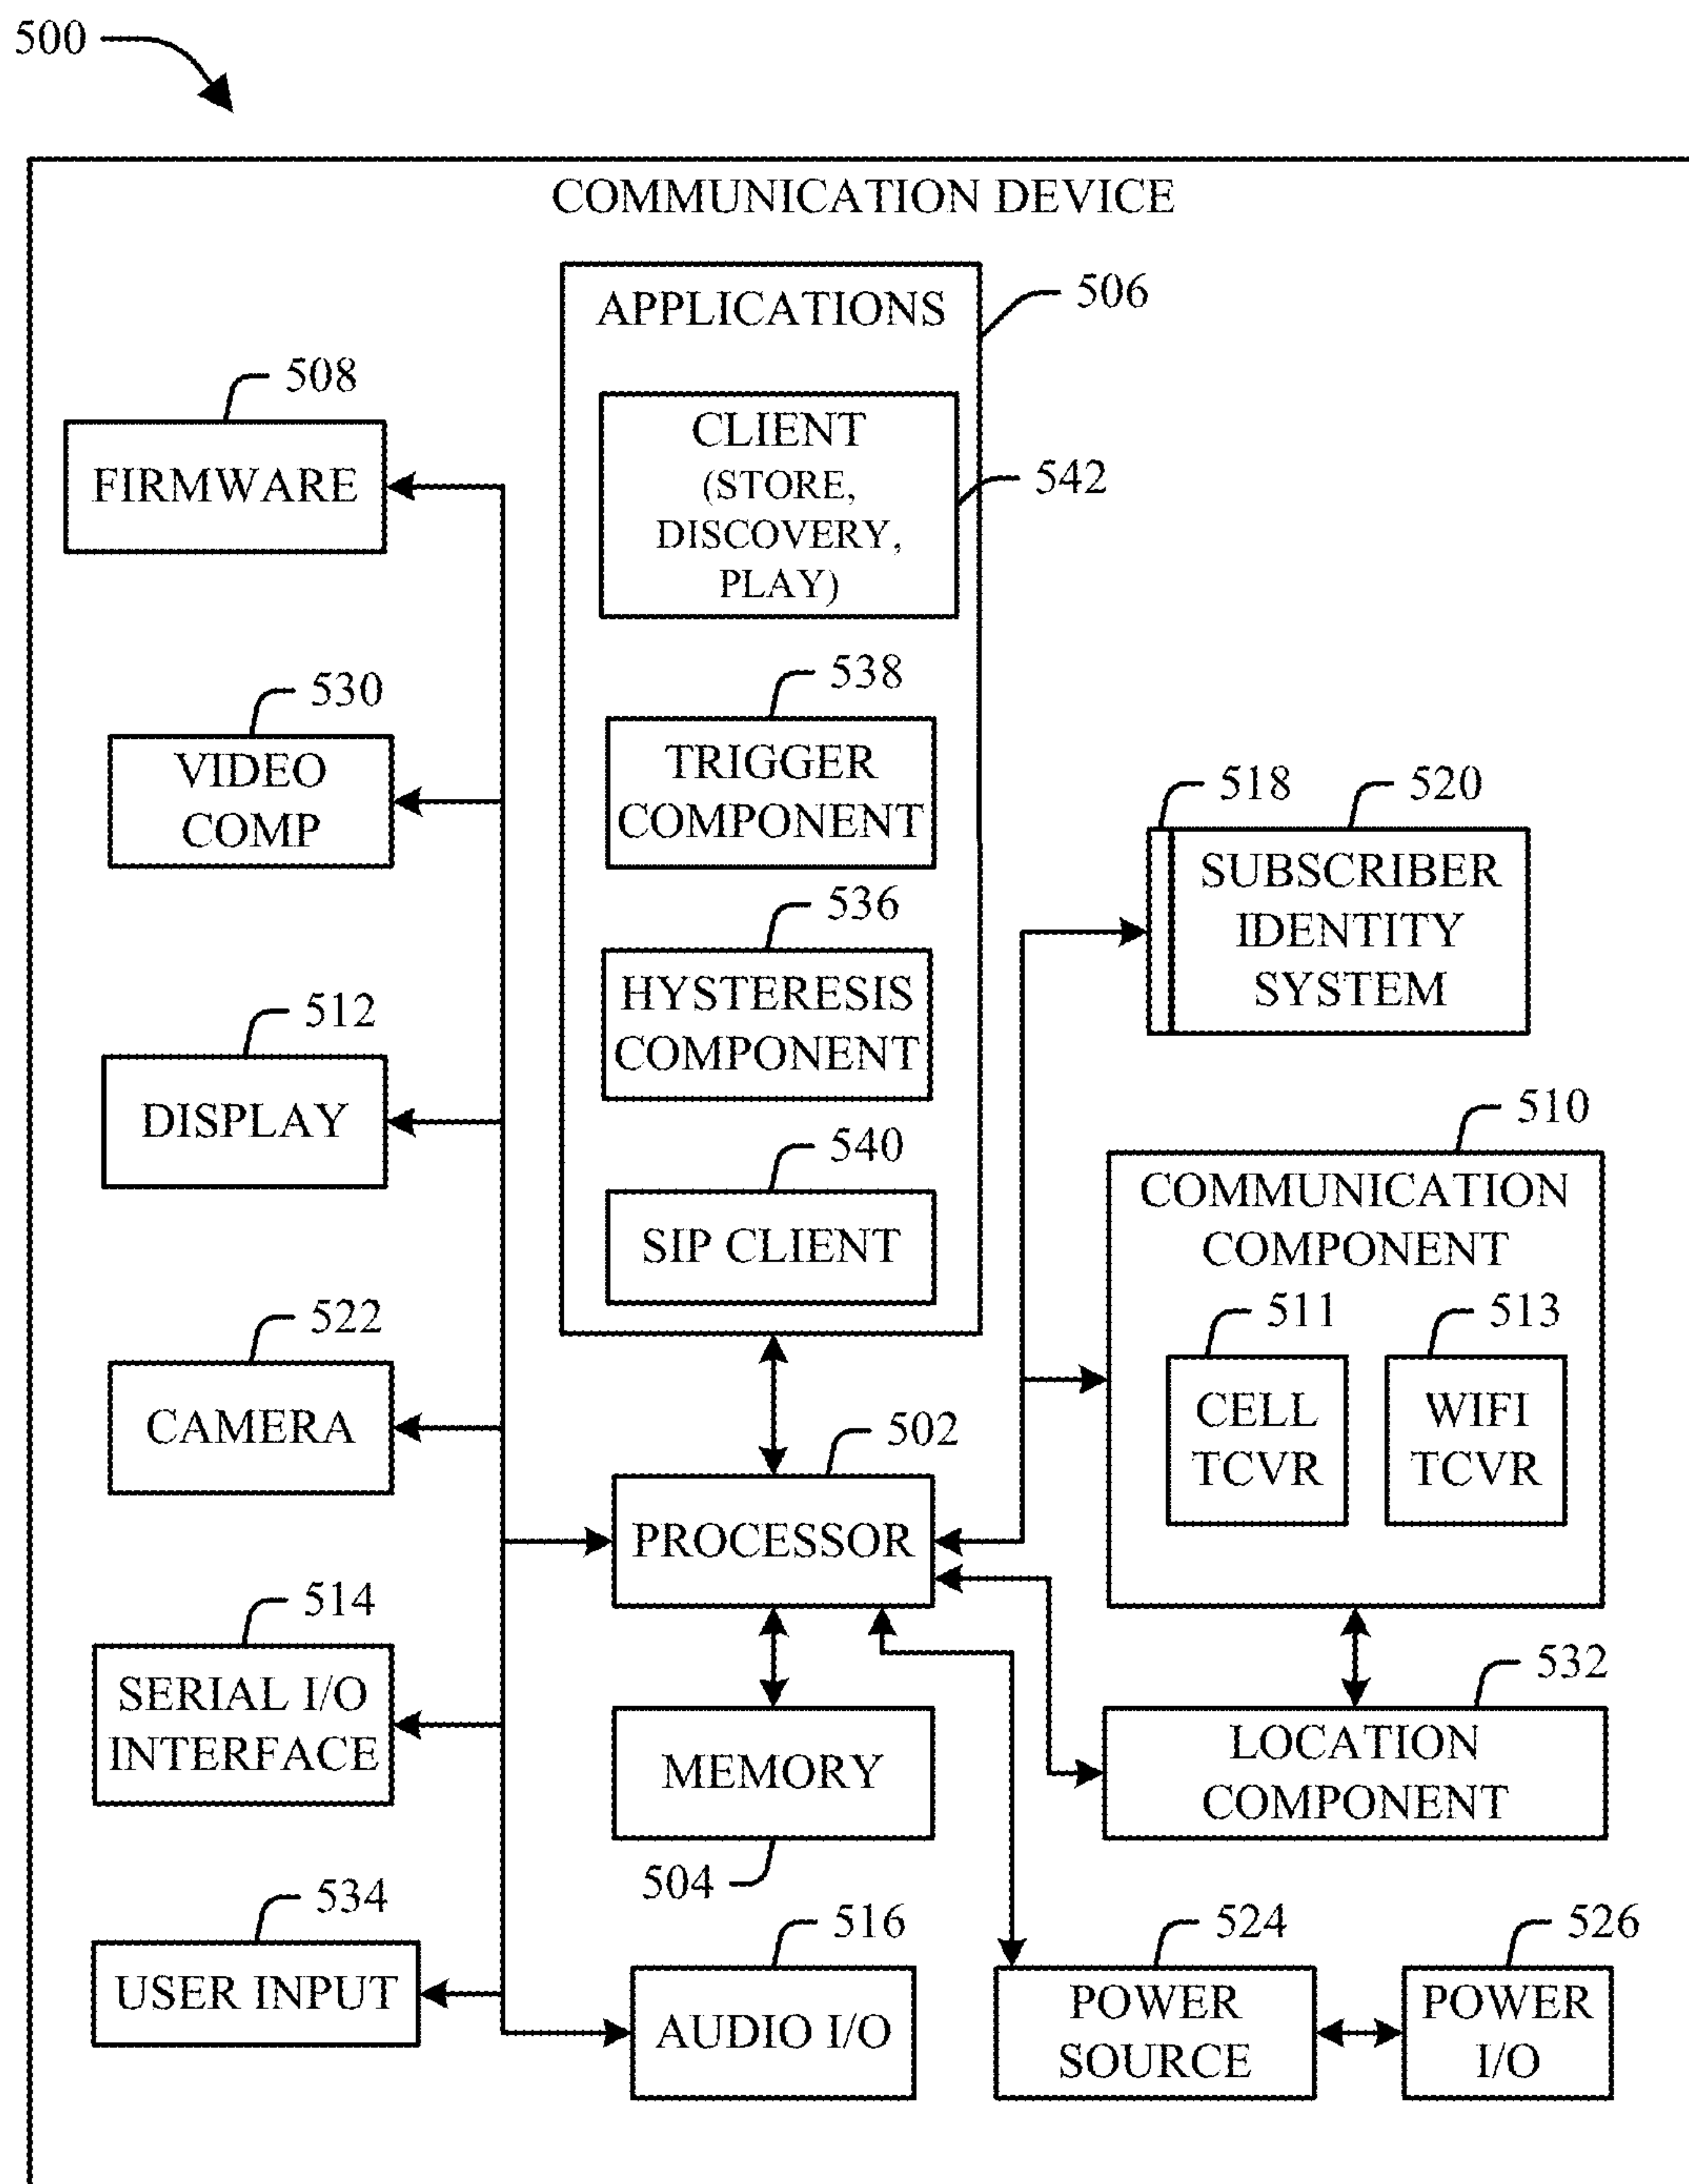 500
COMMUNICATION DEVICE
APPLICATIONS
506
CLIENT
(STORE,
DISCOVERY,
PLAY)
542
508
FIRMWARE
538
TRIGGER
COMPONENT
530
VIDEO
COMP
518
520
SUBSCRIBER
IDENTITY
SYSTEM
536
HYSTERESIS
COMPONENT
512
DISPLAY
540
SIP CLIENT
510
COMMUNICATION
COMPONENT
511
CELL
TCVR
513
WIFI
TCVR
522
CAMERA
502
PROCESSOR
514
SERIAL I/O
INTERFACE
MEMORY
504
532
LOCATION
COMPONENT
534
USER INPUT
516
AUDIO I/O
524
POWER
SOURCE
526
POWER
I/O